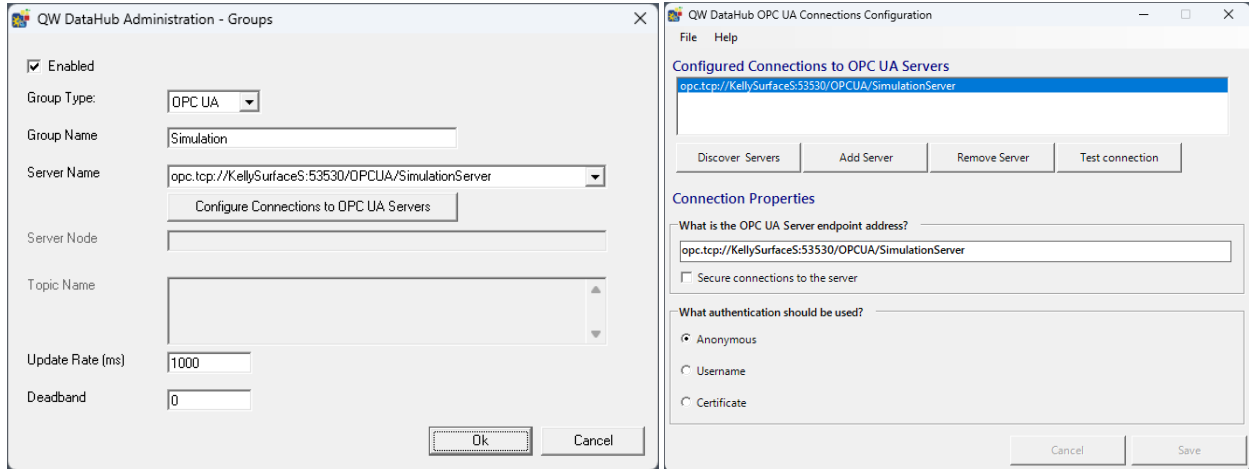 QW DataHub Administration - Groups
Enabled
Group Type: OPC UA
Group Name Simulation
Server Name opc.tcp://KellySurfaceS:53530/OPCUA/SimulationServer
Configure Connections to OPC UA Servers
Server Node
Topic Name
Update Rate (ms) 1000
Deadband 0
Ok Cancel
QW DataHub OPC UA Connections Configuration
File Help
Configured Connections to OPC UA Servers
opc.tcp://KellySurfaceS:53530/OPCUA/SimulationServer
Discover Servers Add Server Remove Server Test connection
Connection Properties
What is the OPC UA Server endpoint address?
opc.tcp://KellySurfaceS:53530/OPCUA/SimulationServer
Secure connections to the server
What authentication should be used?
Anonymous
Username
Certificate
Cancel Save